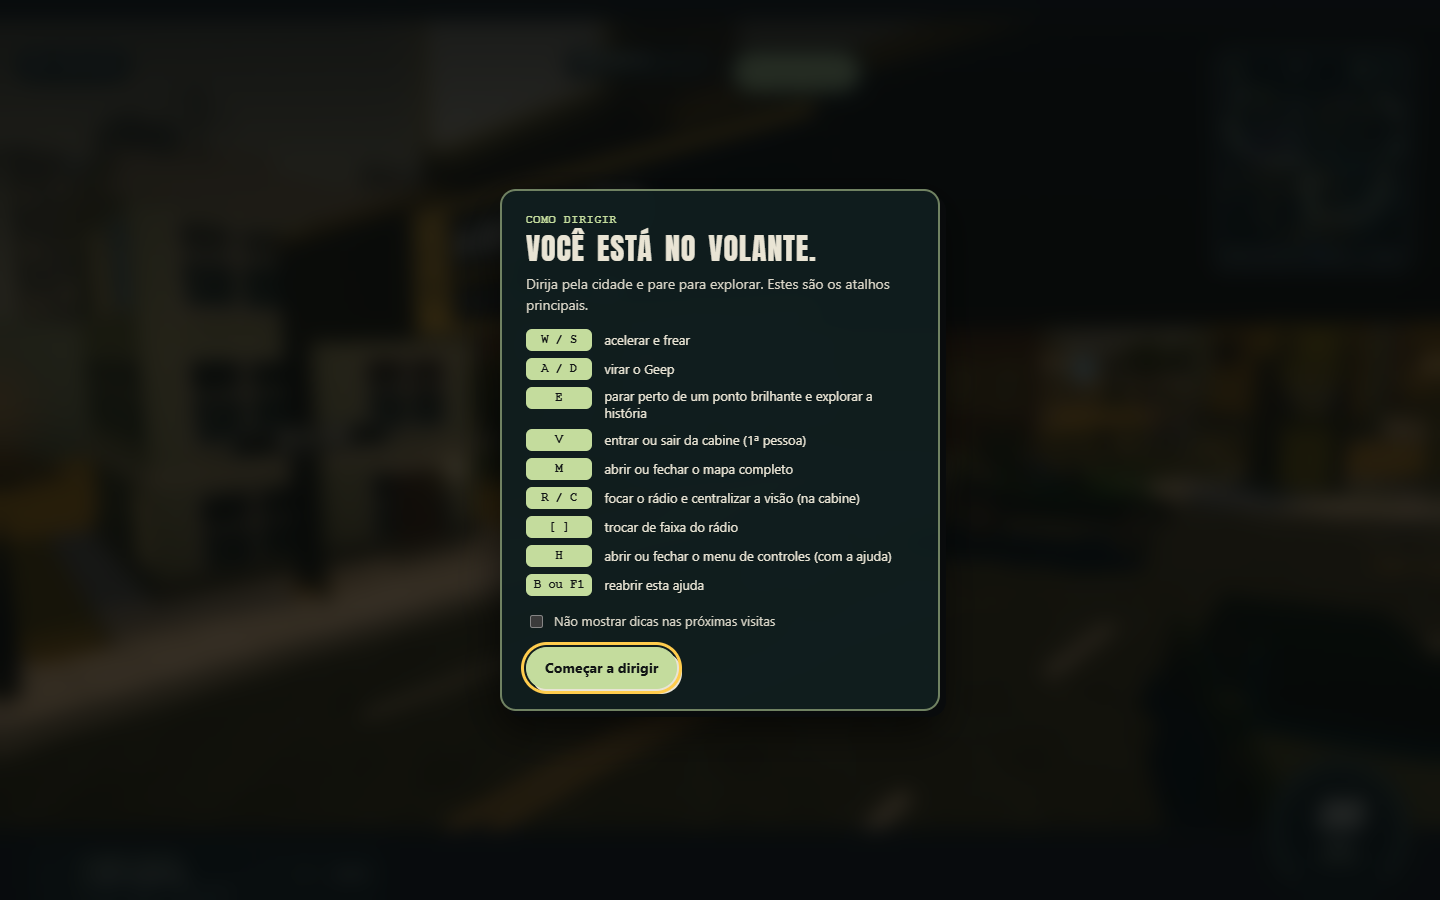 COMO DIRIGIR
VOCÊ ESTÁ NO VOLANTE.
Dirija pela cidade e pare para explorar. Estes são os atalhos
principais.
W / S acelerar e frear
A / D virar o Geep
E parar perto de um ponto brilhante e explorar a
história
V entrar ou sair da cabine (1ª pessoa)
M abrir ou fechar o mapa completo
R / C focar o rádio e centralizar a visão (na cabine)
[ ] trocar de faixa do rádio
H abrir ou fechar o menu de controles (com a ajuda)
B ou F1 reabrir esta ajuda
Não mostrar dicas nas próximas visitas
Começar a dirigir